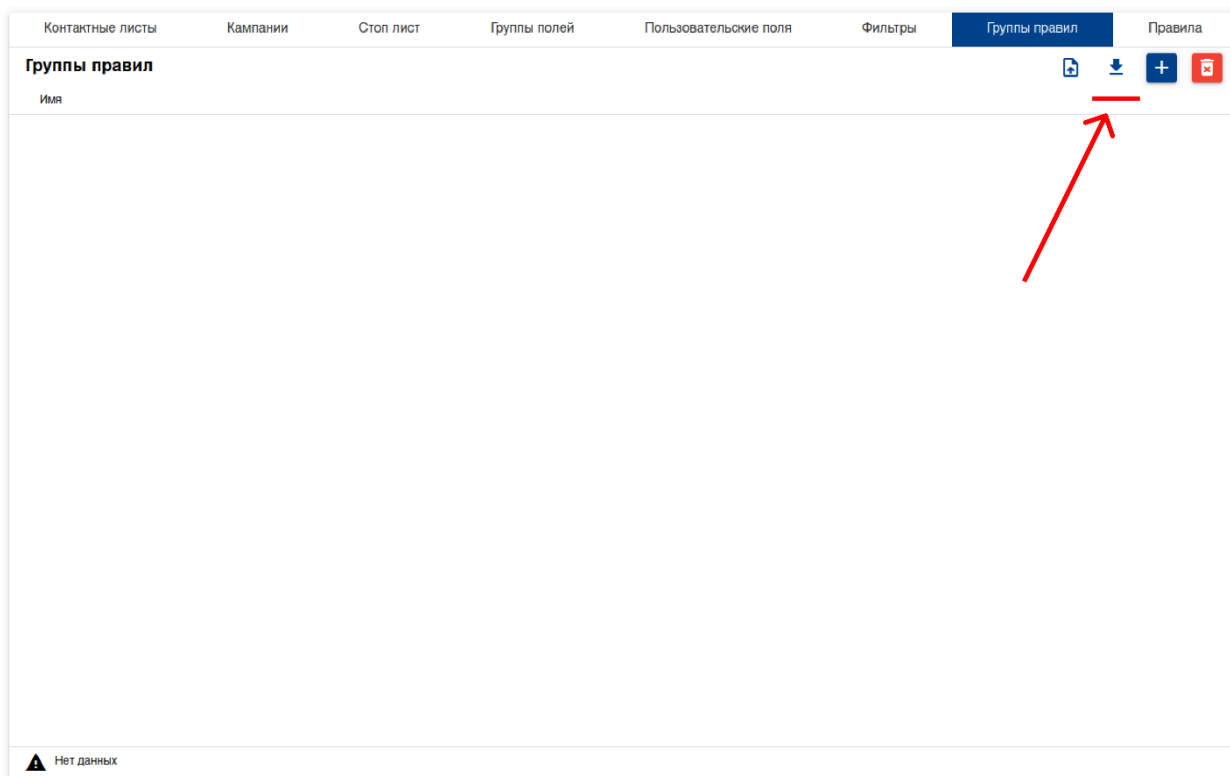 Контактные листы Кампании Стоп лист Группы полей Пользовательские поля Фильтры Группы правил Правила
Группы правил
Имя
Нет данных